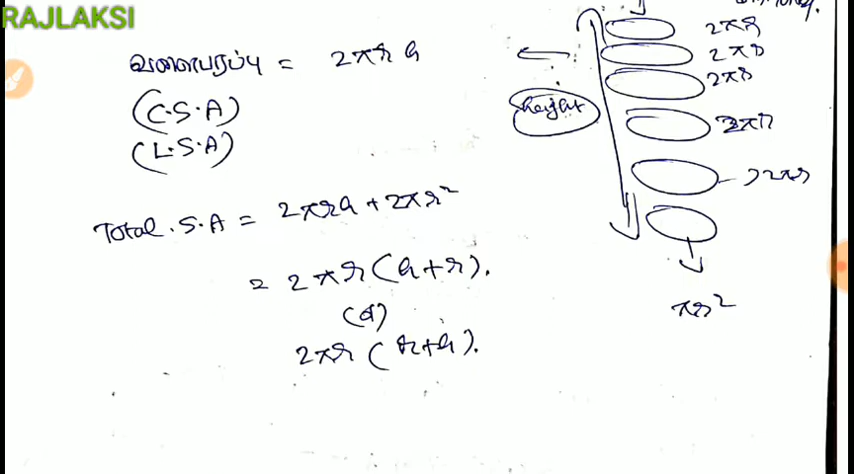 RAJLAKSI
வளைபரப்பு = 2πrh
(C.S.A)
(L.S.A)
Total.S.A = 2πrh + 2πr²
= 2πr(h+r).
(or)
2πr(r+h).
height
2πr
2πr
2πr
2πr
2πr
πr²